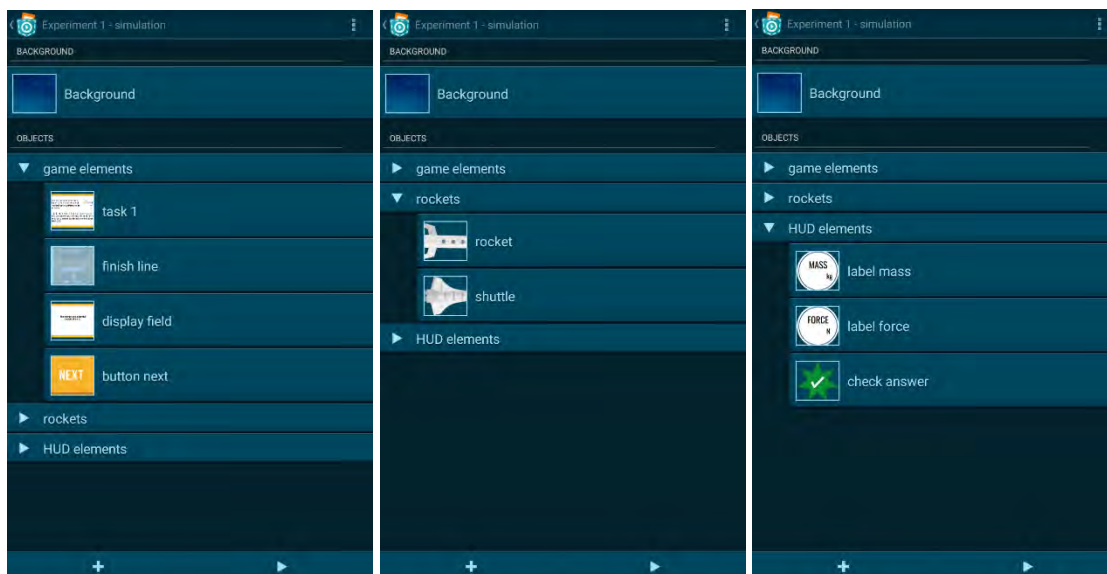 Experiment 1 - simulation
BACKGROUND
Background
OBJECTS
game elements
task 1
finish line
display field
NEXT
button next
rockets
HUD elements
Experiment 1 - simulation
BACKGROUND
Background
OBJECTS
game elements
rockets
rocket
shuttle
HUD elements
Experiment 1 - simulation
BACKGROUND
Background
OBJECTS
game elements
rockets
HUD elements
MASS
kg
label mass
FORCE
N
label force
check answer